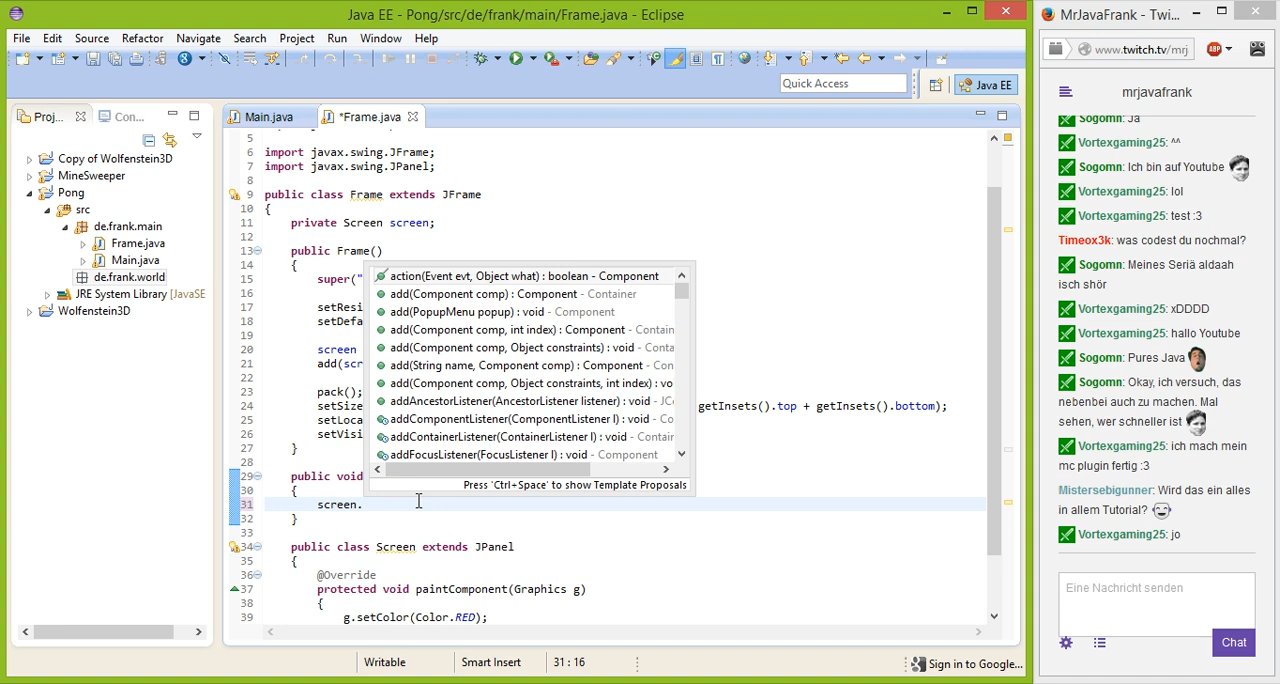 Java EE - Pong/src/de/frank/main/Frame.java - Eclipse
File Edit Source Refactor Navigate Search Project Run Window Help
Quick Access
Java EE
Proj...
Con...
Copy of Wolfenstein3D
MineSweeper
Pong
src
de.frank.main
Frame.java
Main.java
de.frank.world
JRE System Library [JavaSE
Wolfenstein3D
Main.java
*Frame.java
5
6 import javax.swing.JFrame;
7 import javax.swing.JPanel;
8
9 public class Frame extends JFrame
10 {
11 private Screen screen;
12
13 public Frame()
14 {
15 super("
16
17 setResi
18 setDefa
19
20 screen
21 add(scr
22
23 pack();
24 setSize getInsets().top + getInsets().bottom);
25 setLoca
26 setVisi
27 }
28
29 public void
30 {
31 screen.
32 }
33
34 public class Screen extends JPanel
35 {
36 @Override
37 protected void paintComponent(Graphics g)
38 {
39 g.setColor(Color.RED);
action(Event evt, Object what) : boolean - Component
add(Component comp) : Component - Container
add(PopupMenu popup) : void - Component
add(Component comp, int index) : Component - Contain
add(Component comp, Object constraints) : void - Conta
add(String name, Component comp) : Component - Con
add(Component comp, Object constraints, int index) : vo
addAncestorListener(AncestorListener listener) : void - JC
addComponentListener(ComponentListener l) : void - Co
addContainerListener(ContainerListener l) : void - Contai
addFocusListener(FocusListener l) : void - Component
Press 'Ctrl+Space' to show Template Proposals
Writable
Smart Insert
31 : 16
Sign in to Google...
MrJavaFrank - Twi...
www.twitch.tv/mrj
ABP
mrjavafrank
Sogomn: Ja
Vortexgaming25: ^^
Sogomn: Ich bin auf Youtube
Vortexgaming25: lol
Vortexgaming25: test :3
Timeox3k: was codest du nochmal?
Sogomn: Meines Seriä aldaah
isch shör
Vortexgaming25: xDDDD
Vortexgaming25: hallo Youtube
Sogomn: Pures Java
Sogomn: Okay, ich versuch, das
nebenbei auch zu machen. Mal
sehen, wer schneller ist
Vortexgaming25: ich mach mein
mc plugin fertig :3
Mistersebigunner: Wird das ein alles
in allem Tutorial?
Vortexgaming25: jo
Eine Nachricht senden
Chat